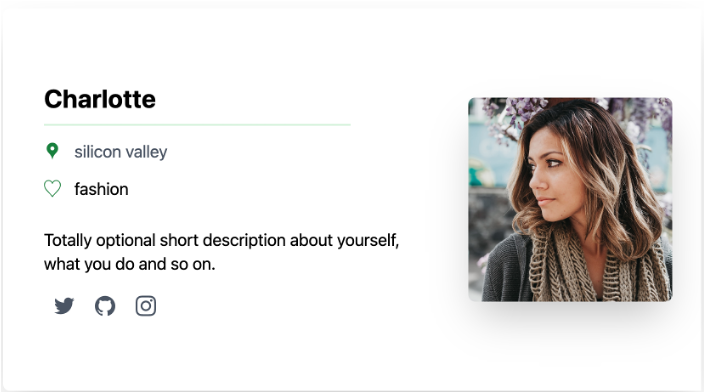 Charlotte
silicon valley
fashion
Totally optional short description about yourself,
what you do and so on.